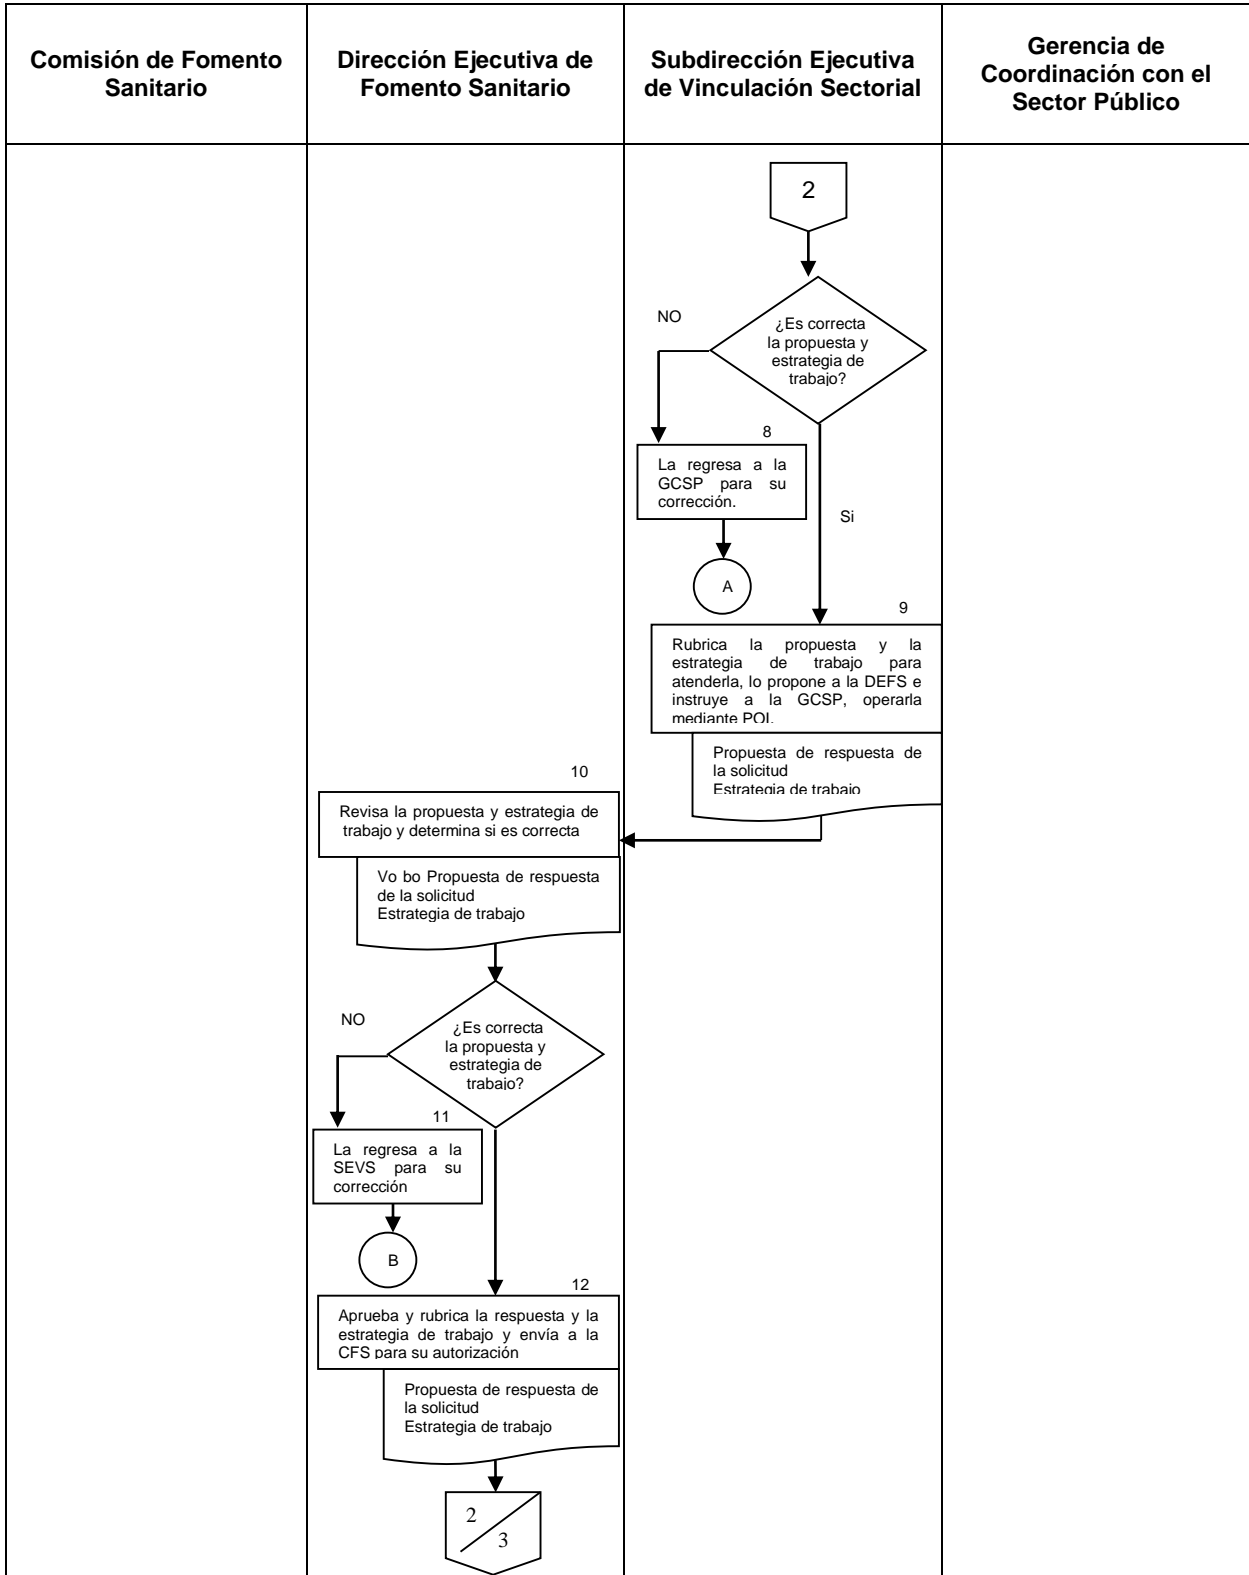 Comisión de Fomento
Sanitario
Dirección Ejecutiva de
Fomento Sanitario
Subdirección Ejecutiva
de Vinculación Sectorial
Gerencia de
Coordinación con el
Sector Público
2
¿Es correcta
la propuesta y
estrategia de
trabajo?
NO
8
La regresa a la
GCSP para su
corrección.
Si
A
9
Rubrica la propuesta y la
estrategia de trabajo para
atenderla, lo propone a la DEFS e
instruye a la GCSP, operarla
mediante POI.
Propuesta de respuesta de
la solicitud
Estrategia de trabajo
10
Revisa la propuesta y estrategia de
trabajo y determina si es correcta
Vo bo Propuesta de respuesta
de la solicitud
Estrategia de trabajo
¿Es correcta
la propuesta y
estrategia de
trabajo?
NO
11
La regresa a la
SEVS para su
corrección
B
12
Aprueba y rubrica la respuesta y la
estrategia de trabajo y envía a la
CFS para su autorización
Propuesta de respuesta de
la solicitud
Estrategia de trabajo
2
3